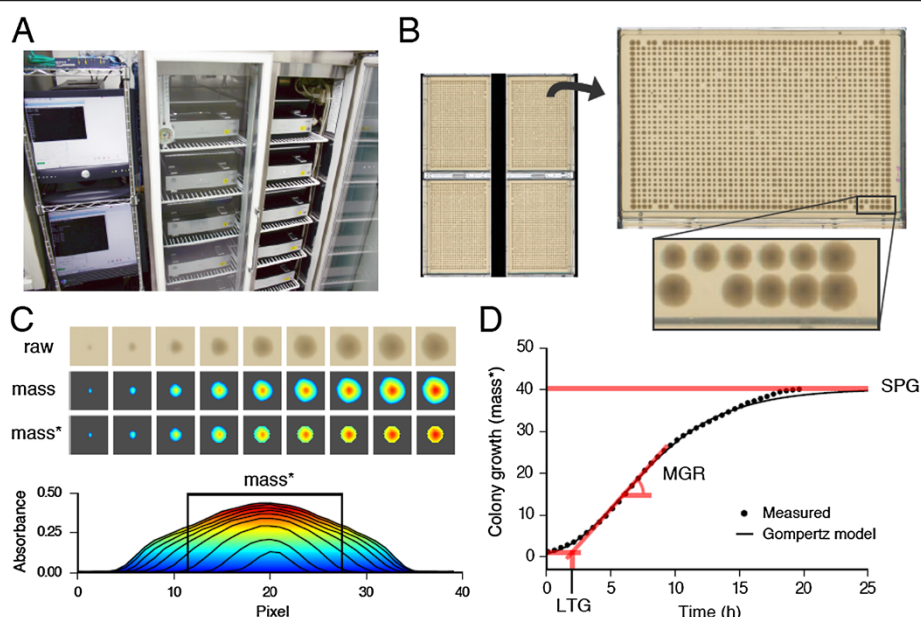 A
B
C
raw
mass
mass*
mass*
Absorbance
0.50
0.25
0.00
0
10
20
30
40
Pixel
D
Colony growth (mass*)
50
40
30
20
10
0
SPG
MGR
Measured
Gompertz model
0
5
10
15
20
25
LTG
Time (h)